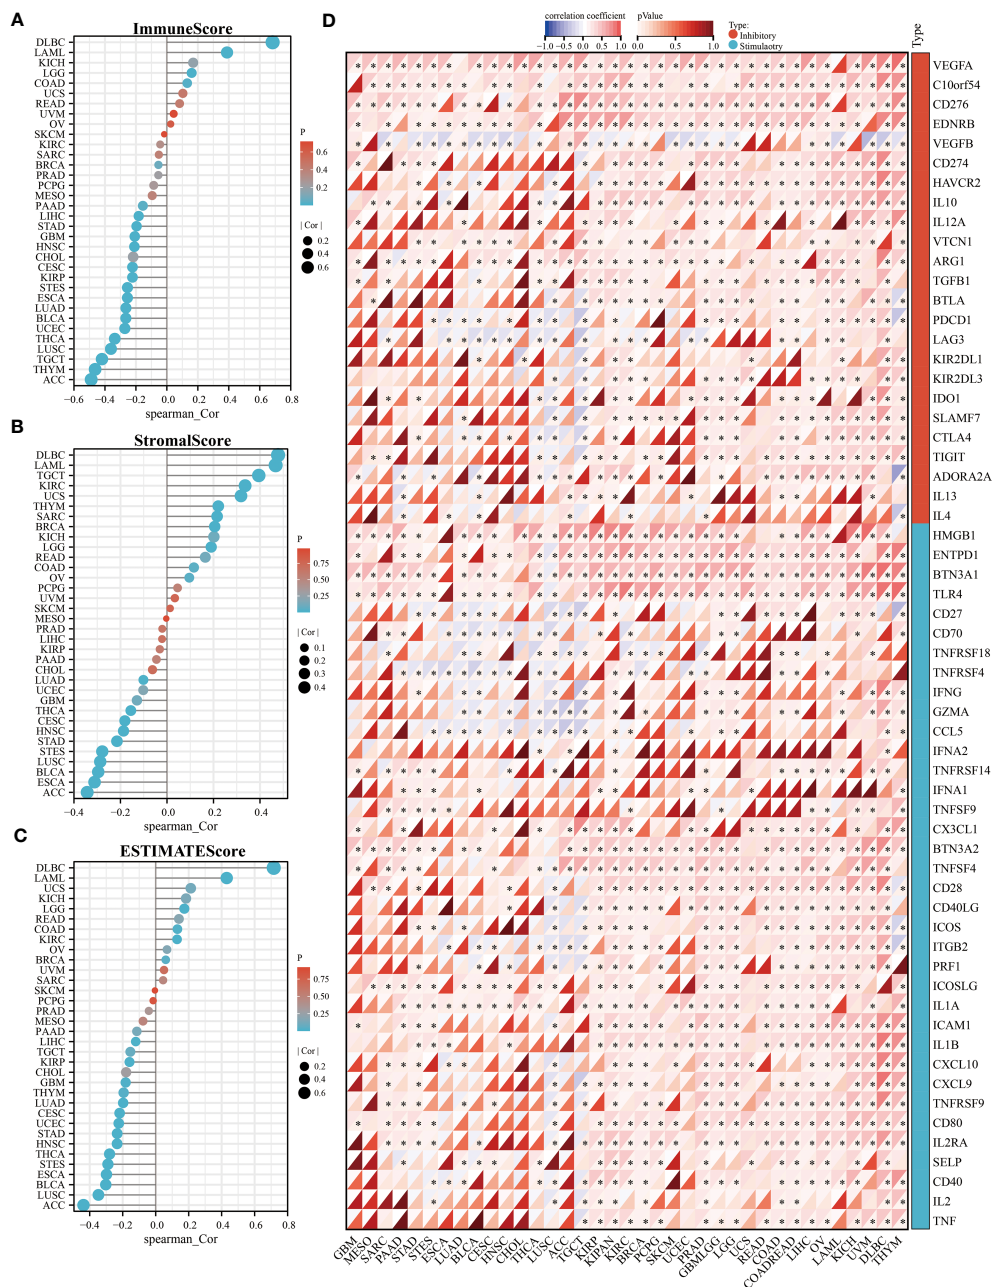 A
ImmuneScore
DLBC
LAML
KICH
LGG
COAD
UCS
READ
UVM
OV
SKCM
KIRC
SARC
BRCA
PRAD
PCPG
MESO
PAAD
LIHC
STAD
GBM
HNSC
CHOL
CESC
KIRP
STES
ESCA
LUAD
BLCA
UCEC
THCA
LUSC
TGCT
THYM
ACC
−0.6 −0.4 −0.2 0.0 0.2 0.4 0.6 0.8
spearman_Cor
P
0.6
0.4
0.2
| Cor |
0.2
0.4
0.6
B
StromalScore
DLBC
LAML
TGCT
KIRC
UCS
THYM
SARC
BRCA
KICH
LGG
READ
COAD
OV
PCPG
UVM
SKCM
MESO
PRAD
LIHC
KIRP
PAAD
CHOL
LUAD
UCEC
GBM
THCA
CESC
HNSC
STAD
STES
LUSC
BLCA
ESCA
ACC
−0.4 −0.2 0.0 0.2 0.4
spearman_Cor
P
0.75
0.50
0.25
| Cor |
0.1
0.2
0.3
0.4
C
ESTIMATEScore
DLBC
LAML
UCS
KICH
LGG
READ
COAD
KIRC
OV
BRCA
UVM
SARC
SKCM
PCPG
PRAD
MESO
PAAD
LIHC
TGCT
KIRP
CHOL
GBM
THYM
LUAD
CESC
UCEC
STAD
HNSC
THCA
STES
ESCA
BLCA
LUSC
ACC
−0.4 −0.2 0.0 0.2 0.4 0.6 0.8
spearman_Cor
P
0.75
0.50
0.25
| Cor |
0.2
0.4
0.6
D
correlation coefficient
−1.0 −0.5 0.0 0.5 1.0
pValue
0.0 0.5 1.0
Type:
Inhibitory
Stimulaotry
Type
VEGFA
C10orf54
CD276
EDNRB
VEGFB
CD274
HAVCR2
IL10
IL12A
VTCN1
ARG1
TGFB1
BTLA
PDCD1
LAG3
KIR2DL1
KIR2DL3
IDO1
SLAMF7
CTLA4
TIGIT
ADORA2A
IL13
IL4
HMGB1
ENTPD1
BTN3A1
TLR4
CD27
CD70
TNFRSF18
TNFRSF4
IFNG
GZMA
CCL5
IFNA2
TNFRSF14
IFNA1
TNFSF9
CX3CL1
BTN3A2
TNFSF4
CD28
CD40LG
ICOS
ITGB2
PRF1
ICOSLG
IL1A
ICAM1
IL1B
CXCL10
CXCL9
TNFRSF9
CD80
IL2RA
SELP
CD40
IL2
TNF
GBM
MESO
SARC
PAAD
STAD
STES
ESCA
LUAD
BLCA
CESC
HNSC
CHOL
THCA
LUSC
ACC
TGCT
KIRP
KIPAN
KIRC
BRCA
PCPG
SKCM
UCEC
PRAD
GBMLGG
LGG
UCS
READ
COAD
COADREAD
LIHC
OV
LAML
KICH
UVM
DLBC
THYM